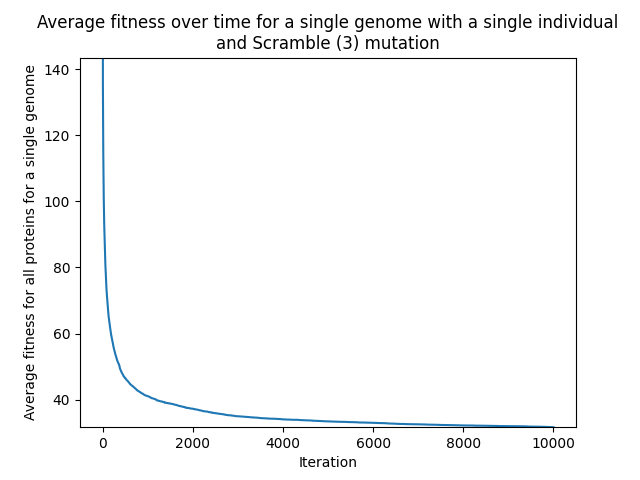 Average fitness over time for a single genome with a single individual
and Scramble (3) mutation
Average fitness for all proteins for a single genome
140
120
100
80
60
40
0 2000 4000 6000 8000 10000
Iteration